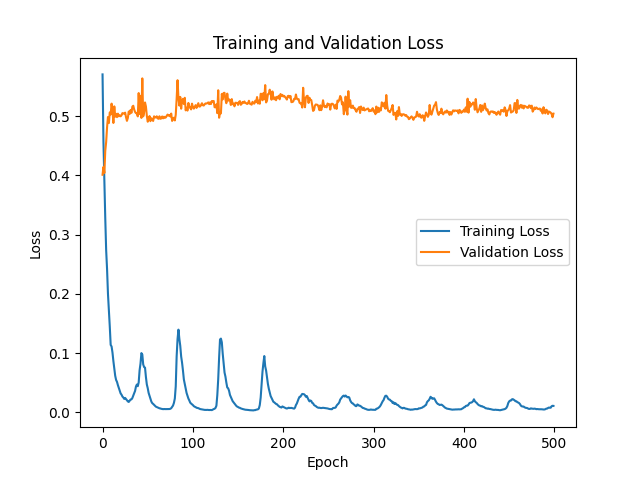 Training and Validation Loss
0.5
0.4
0.3
0.2
0.1
0.0
Loss
Training Loss
Validation Loss
0 100 200 300 400 500
Epoch